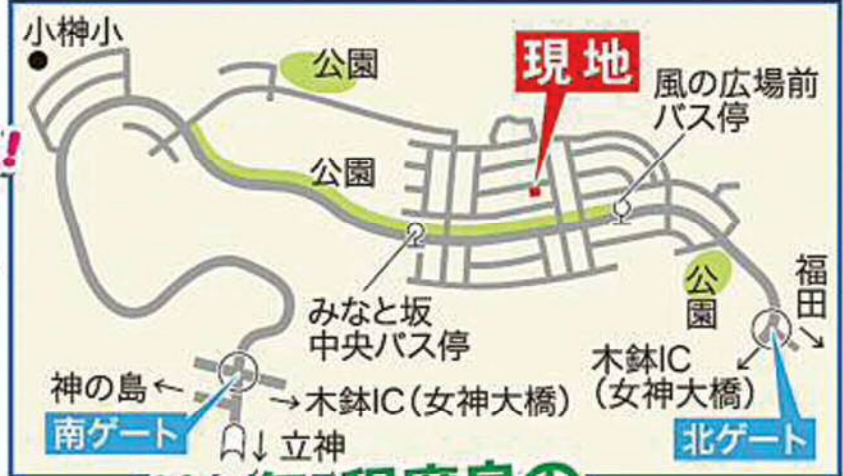 小榊小
公園
現地
風の広場前
バス停
公園
みなと坂
中央バス停
公
園
福
田
↘
木鉢IC↙
(女神大橋)
神の島←
→木鉢IC(女神大橋)
南ゲート
↓立神
北ゲート
!